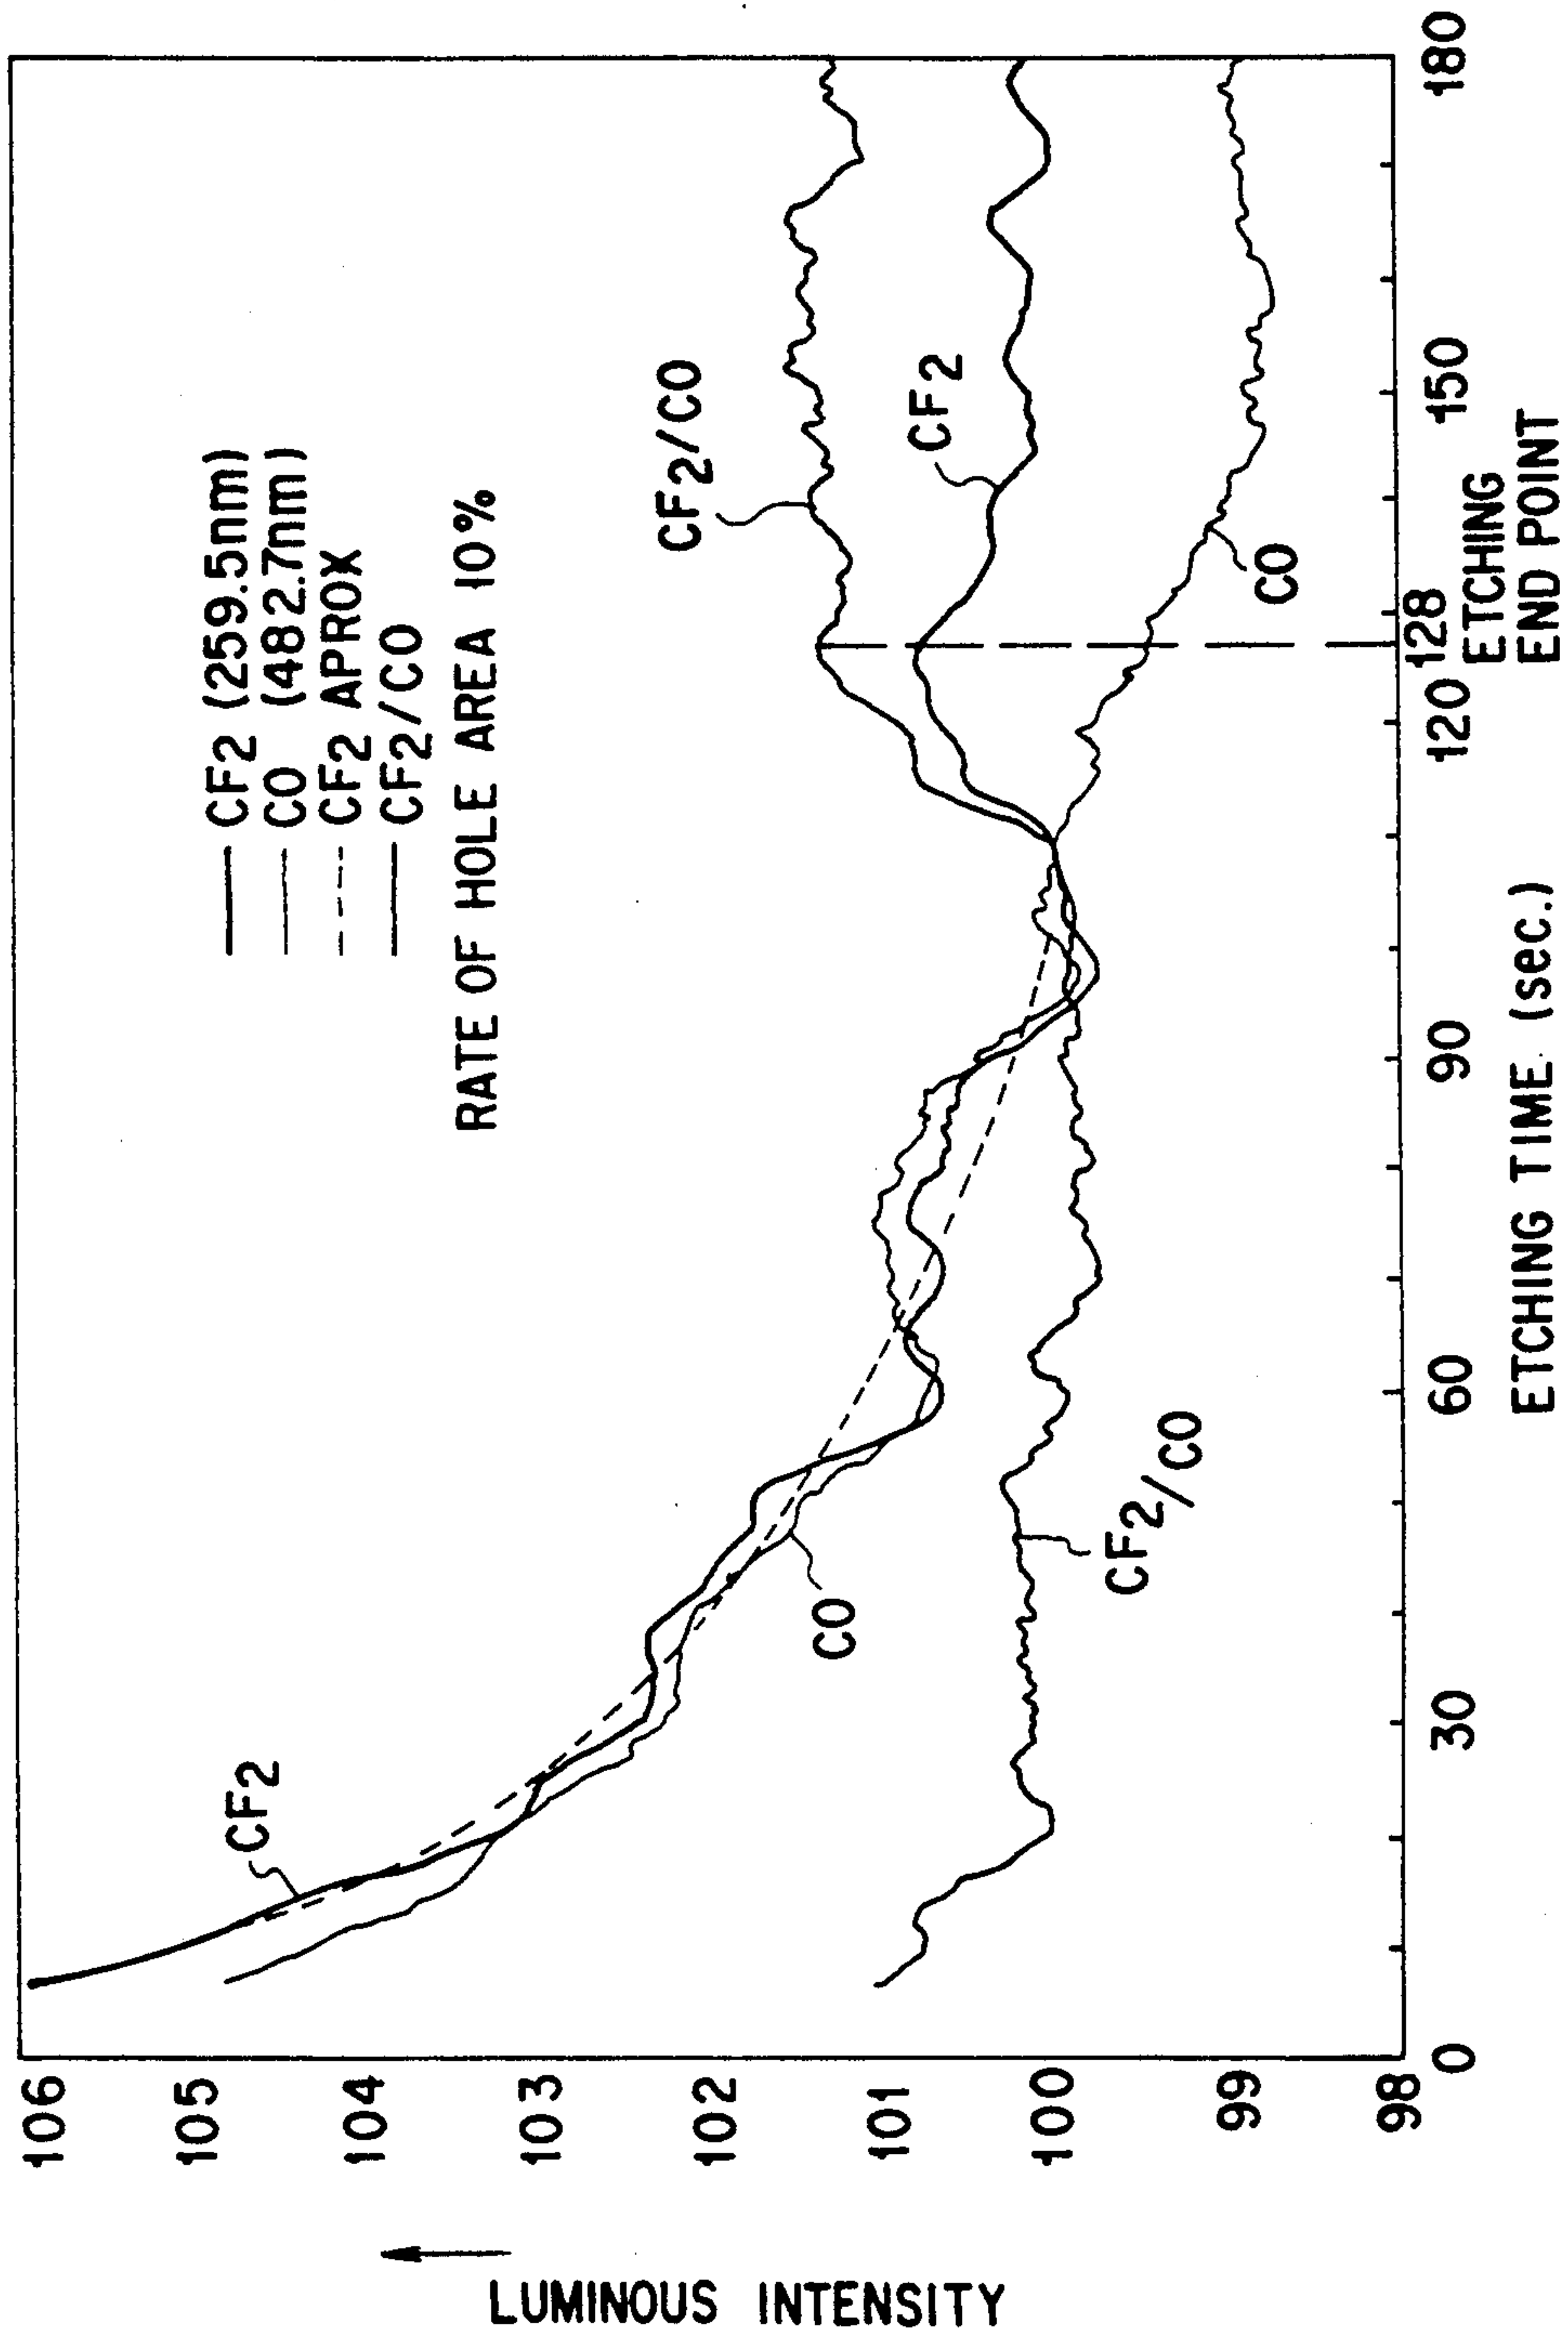 CF2 (259.5nm)
CO (482.7nm)
CF2 APROX
CF2/CO
RATE OF HOLE AREA 10%
CF2
CO
CF2/CO
CF2/CO
CF2
CO
106
105
104
103
102
101
100
99
98
LUMINOUS INTENSITY
0
30
60
90
120
128
150
180
ETCHING
END POINT
ETCHING TIME (sec.)